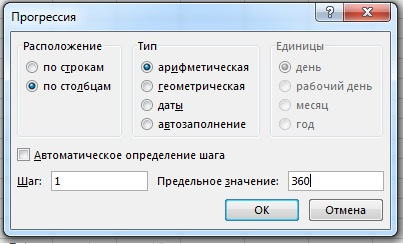 Прогрессия
Расположение
по строкам
по столбцам
Тип
арифметическая
геометрическая
даты
автозаполнение
Единицы
день
рабочий день
месяц
год
Автоматическое определение шага
Шаг: 1 Предельное значение: 360
ОК Отмена